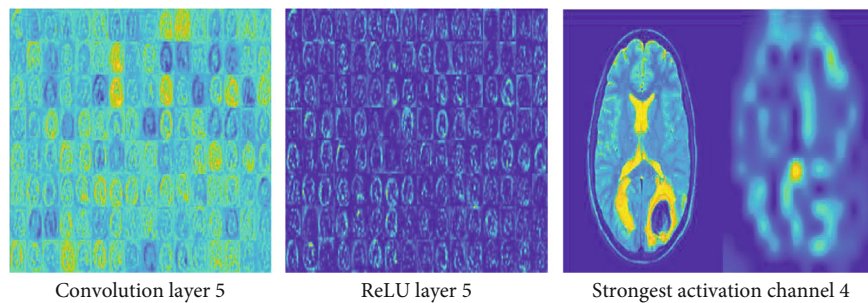 Convolution layer 5
ReLU layer 5
Strongest activation channel 4